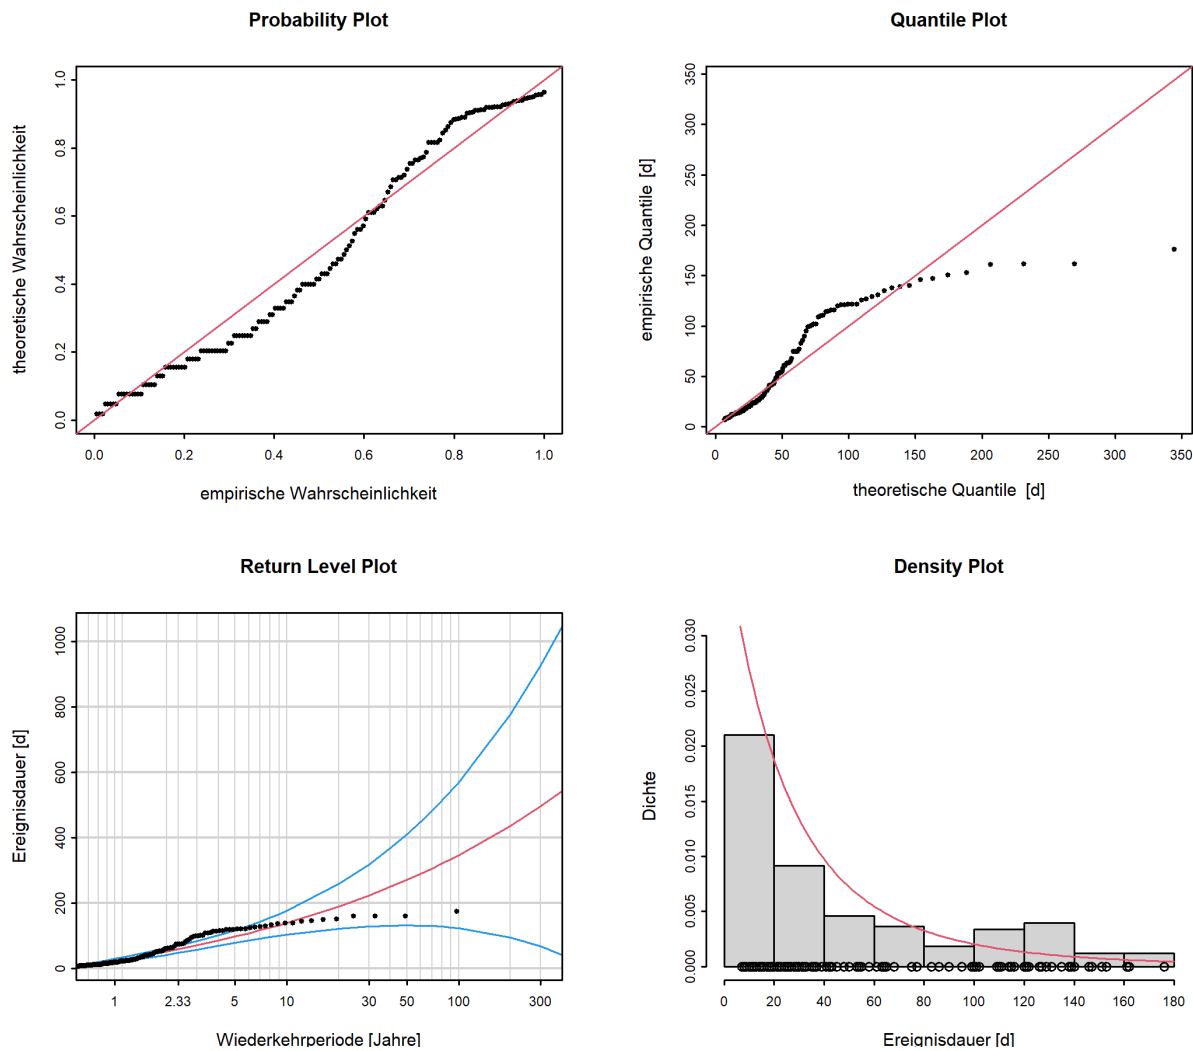 Probability Plot
theoretische Wahrscheinlichkeit
1.0
0.8
0.6
0.4
0.2
0.0
0.0 0.2 0.4 0.6 0.8 1.0
empirische Wahrscheinlichkeit
Quantile Plot
empirische Quantile [d]
350
300
250
200
150
100
50
0
0 50 100 150 200 250 300 350
theoretische Quantile [d]
Return Level Plot
Ereignisdauer [d]
1000
800
600
400
200
0
1 2.33 5 10 30 50 100 300
Wiederkehrperiode [Jahre]
Density Plot
Dichte
0.030
0.025
0.020
0.015
0.010
0.005
0.000
0 20 40 60 80 100 120 140 160 180
Ereignisdauer [d]